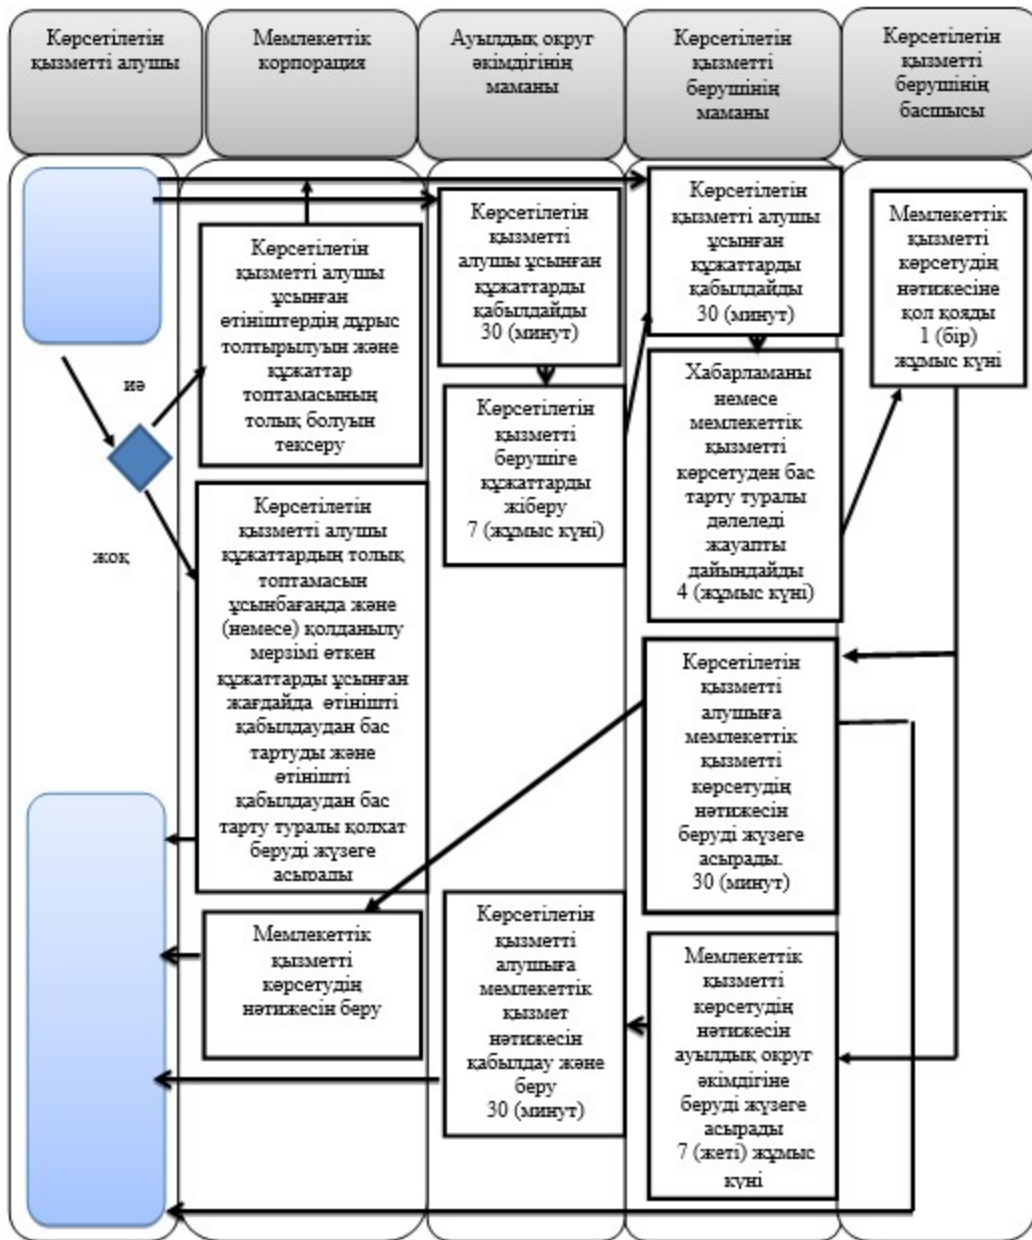 Көрсетілетін
қызметті алушы
Мемлекеттік
корпорация
Ауылдық округ
әкімдігінің
маманы
Көрсетілетін
қызметті
берушінің
маманы
Көрсетілетін
қызметті
берушінің
басшысы
иә
жоқ
Көрсетілетін
қызметті алушы
ұсынған
өтініштердің дұрыс
толтырылуын және
құжаттар
топтамасының
толық болуын
тексеру
Көрсетілетін
қызметті алушы
құжаттардың толық
топтамасын
ұсынбағанда және
(немесе) қолданылу
мерзімі өткен
құжаттарды ұсынған
жағдайда өтінішті
қабылдаудан бас
тартуды және
өтінішті
қабылдаудан бас
тарту туралы қолхат
беруді жүзеге
асырады
Мемлекеттік
қызметті
көрсетудің
нәтижесін беру
Көрсетілетін
қызметті
алушы ұсынған
құжаттарды
қабылдайды
30 (минут)
Көрсетілетін
қызметті
берушіге
құжаттарды
жіберу
7 (жұмыс күні)
Көрсетілетін
қызметті
алушыға
мемлекеттік
қызмет
нәтижесін
қабылдау және
беру
30 (минут)
Көрсетілетін
қызметті алушы
ұсынған
құжаттарды
қабылдайды
30 (минут)
Хабарламаны
немесе
мемлекеттік
қызметті
көрсетуден бас
тарту туралы
дәлеледі
жауапты
дайындайды
4 (жұмыс күні)
Көрсетілетін
қызметті
алушыға
мемлекеттік
қызметті
көрсетудің
нәтижесін
беруді жүзеге
асырады.
30 (минут)
Мемлекеттік
қызметті
көрсетудің
нәтижесін
ауылдық округ
әкімдігіне
беруді жүзеге
асырады
7 (жеті) жұмыс
күні
Мемлекеттік
қызметті
көрсетудің
нәтижесіне
қол қояды
1 (бір)
жұмыс күні